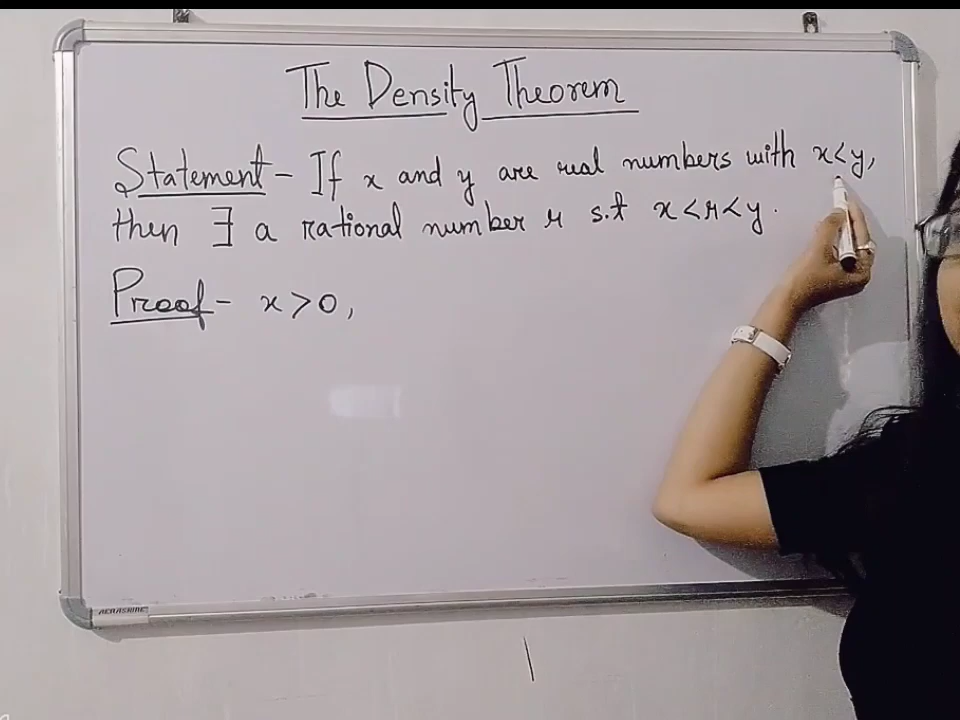 The Density Theorem
Statement - If x and y are real numbers with x<y,
then ∃ a rational number r s.t x<r<y.
Proof - x>0,